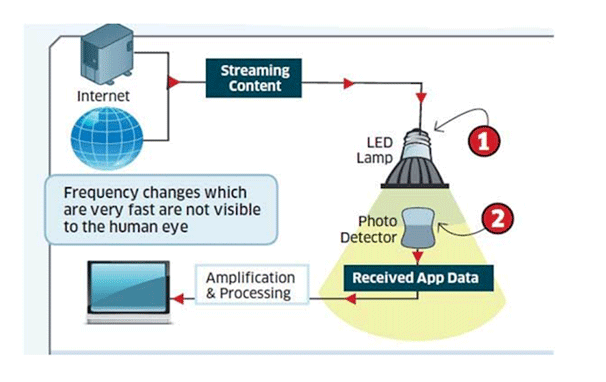 Internet
Streaming
Content
LED
Lamp
1
Frequency changes which
are very fast are not visible
to the human eye
Photo
Detector
2
Amplification
& Processing
Received App Data